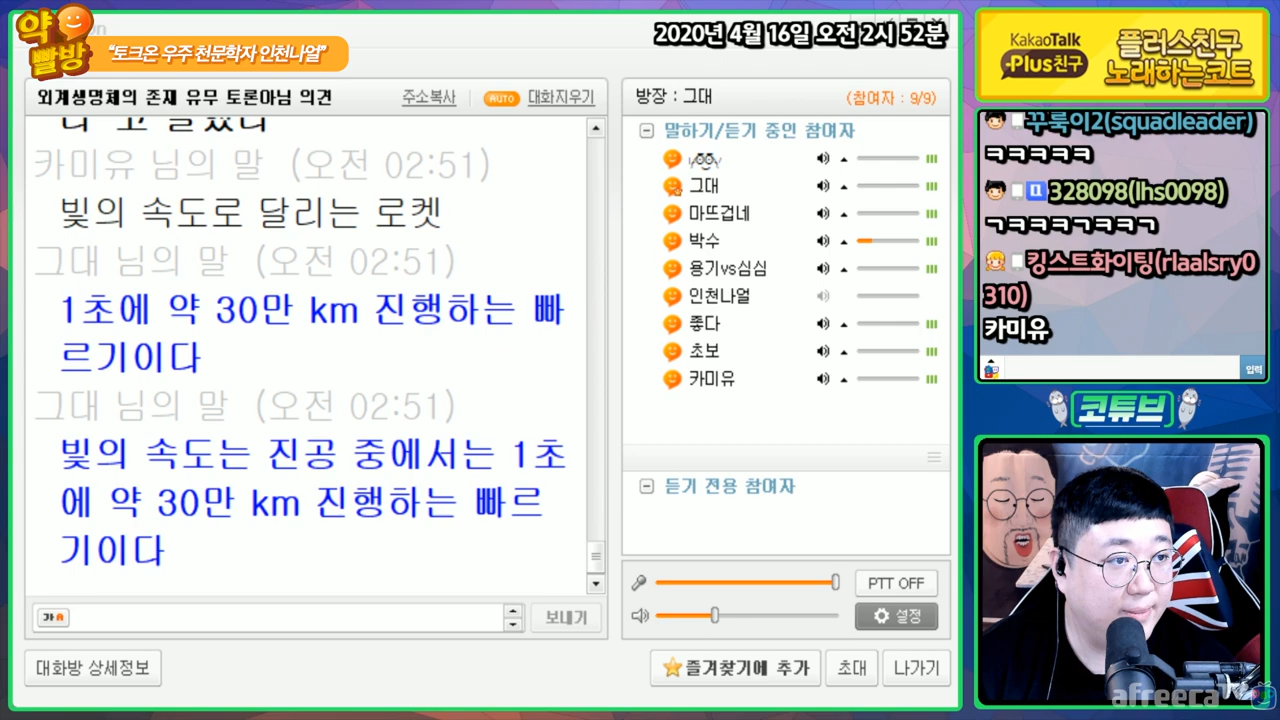 약빨방
"토크온 우주 천문학자 인천나얼"
2020년 4월 16일 오전 2시 52분
외계생명체의 존재 유무 토론아님 의견
주소복사
AUTO 대화지우기
카미유 님의 말 (오전 02:51)
빛의 속도로 달리는 로켓
그대 님의 말 (오전 02:51)
1초에 약 30만 km 진행하는 빠
르기이다
그대 님의 말 (오전 02:51)
빛의 속도는 진공 중에서는 1초
에 약 30만 km 진행하는 빠르
기이다
가A
보내기
대화방 상세정보
방장 : 그대
(참여자 : 9/9)
말하기/듣기 중인 참여자
그대
마뜨겁네
박수
용기vs심심
인천나얼
좋다
초보
카미유
듣기 전용 참여자
PTT OFF
설정
즐겨찾기에 추가
초대
나가기
KakaoTalk
Plus친구
플러스친구
노래하는코트
꾸룩이2(squadleader)
ㅋㅋㅋㅋㅋ
328098(lhs0098)
ㄱㅋㅋㅋㄱㅋㅋㄱ
킹스트화이팅(rlaalsry0
310)
카미유
입력
코튜브
afreecaTV